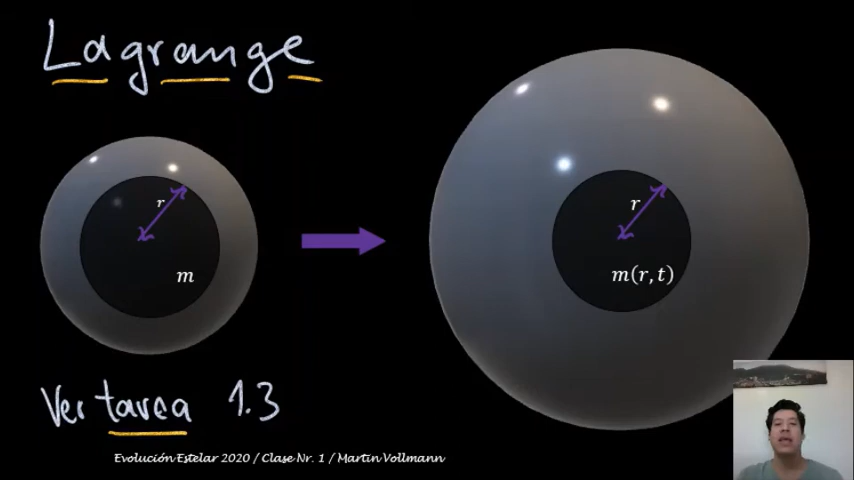 Lagrange
r
m
r
m(r,t)
Ver tarea 1.3
Evolución Estelar 2020 / Clase Nr. 1 / Martin Vollmann